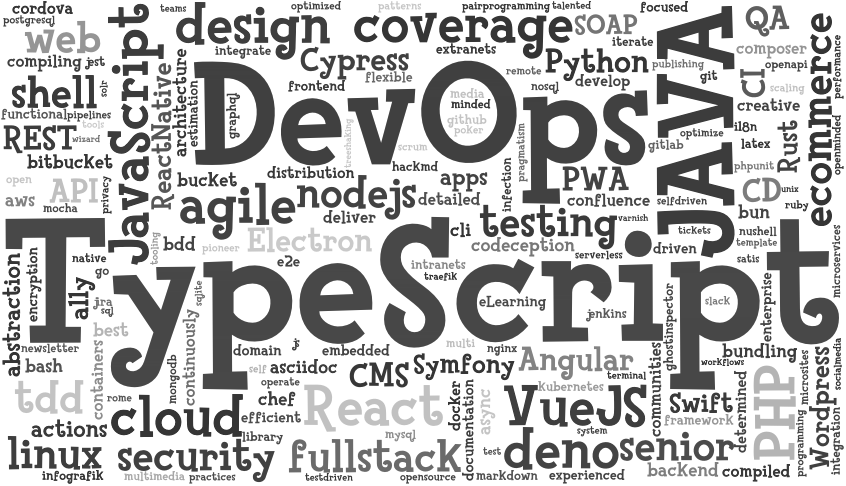 cordova
postgresql
web
compiling
jest
shell
solr
functional
pipelines
tools
REST
wizard
bitbucket
open
API
privacy
aws
mocha
JavaScript
teams
design
optimized
patterns
coverage
pairprogramming
talented
SOAP
focused
QA
integrate
Cypress
extranets
iterate
composer
ecommerce
performance
ReactNative
architecture
estimation
DevOps
graphql
frontend
flexible
remote
media
minded
github
poker
Python
nosql
develop
publishing
git
JAVA
CI
openapi
scaling
creative
openminded
treeshaking
scrum
pragmatism
gitlab
optimize
i18n
latex
Rust
phpunit
hackmd
distribution
bucket
agile
nodejs
apps
detailed
infection
PWA
confluence
selfdriven
CD
unix
ruby
deliver
cli
testing
varnish
tickets
bun
nushell
template
tooling
bdd
pioneer
Electron
codeception
serverless
driven
satis
microservices
TypeScript
abstraction
encryption
native
go
ally
jra
sql
e2e
intranets
traefik
eLearning
jenkins
ghostinspector
slack
enterprise
best
newsletter
bash
containers
continuously
sqlite
mongodb
domain
js
embedded
multi
nginx
Angular
communities
workflows
bundling
Wordpress
microsites
socialmedia
self
asciidoc
operate
CMS
Symfony
terminal
kubernetes
tdd
rome
chef
efficient
React
docker
documentation
async
VueJS
Swift
framework
determined
PHP
programming
integration
actions
cloud
library
mysql
system
linux
security
fullstack
test
deno
senior
infografik
multimedia
practices
testdriven
opensource
markdown
experienced
backend
compiled